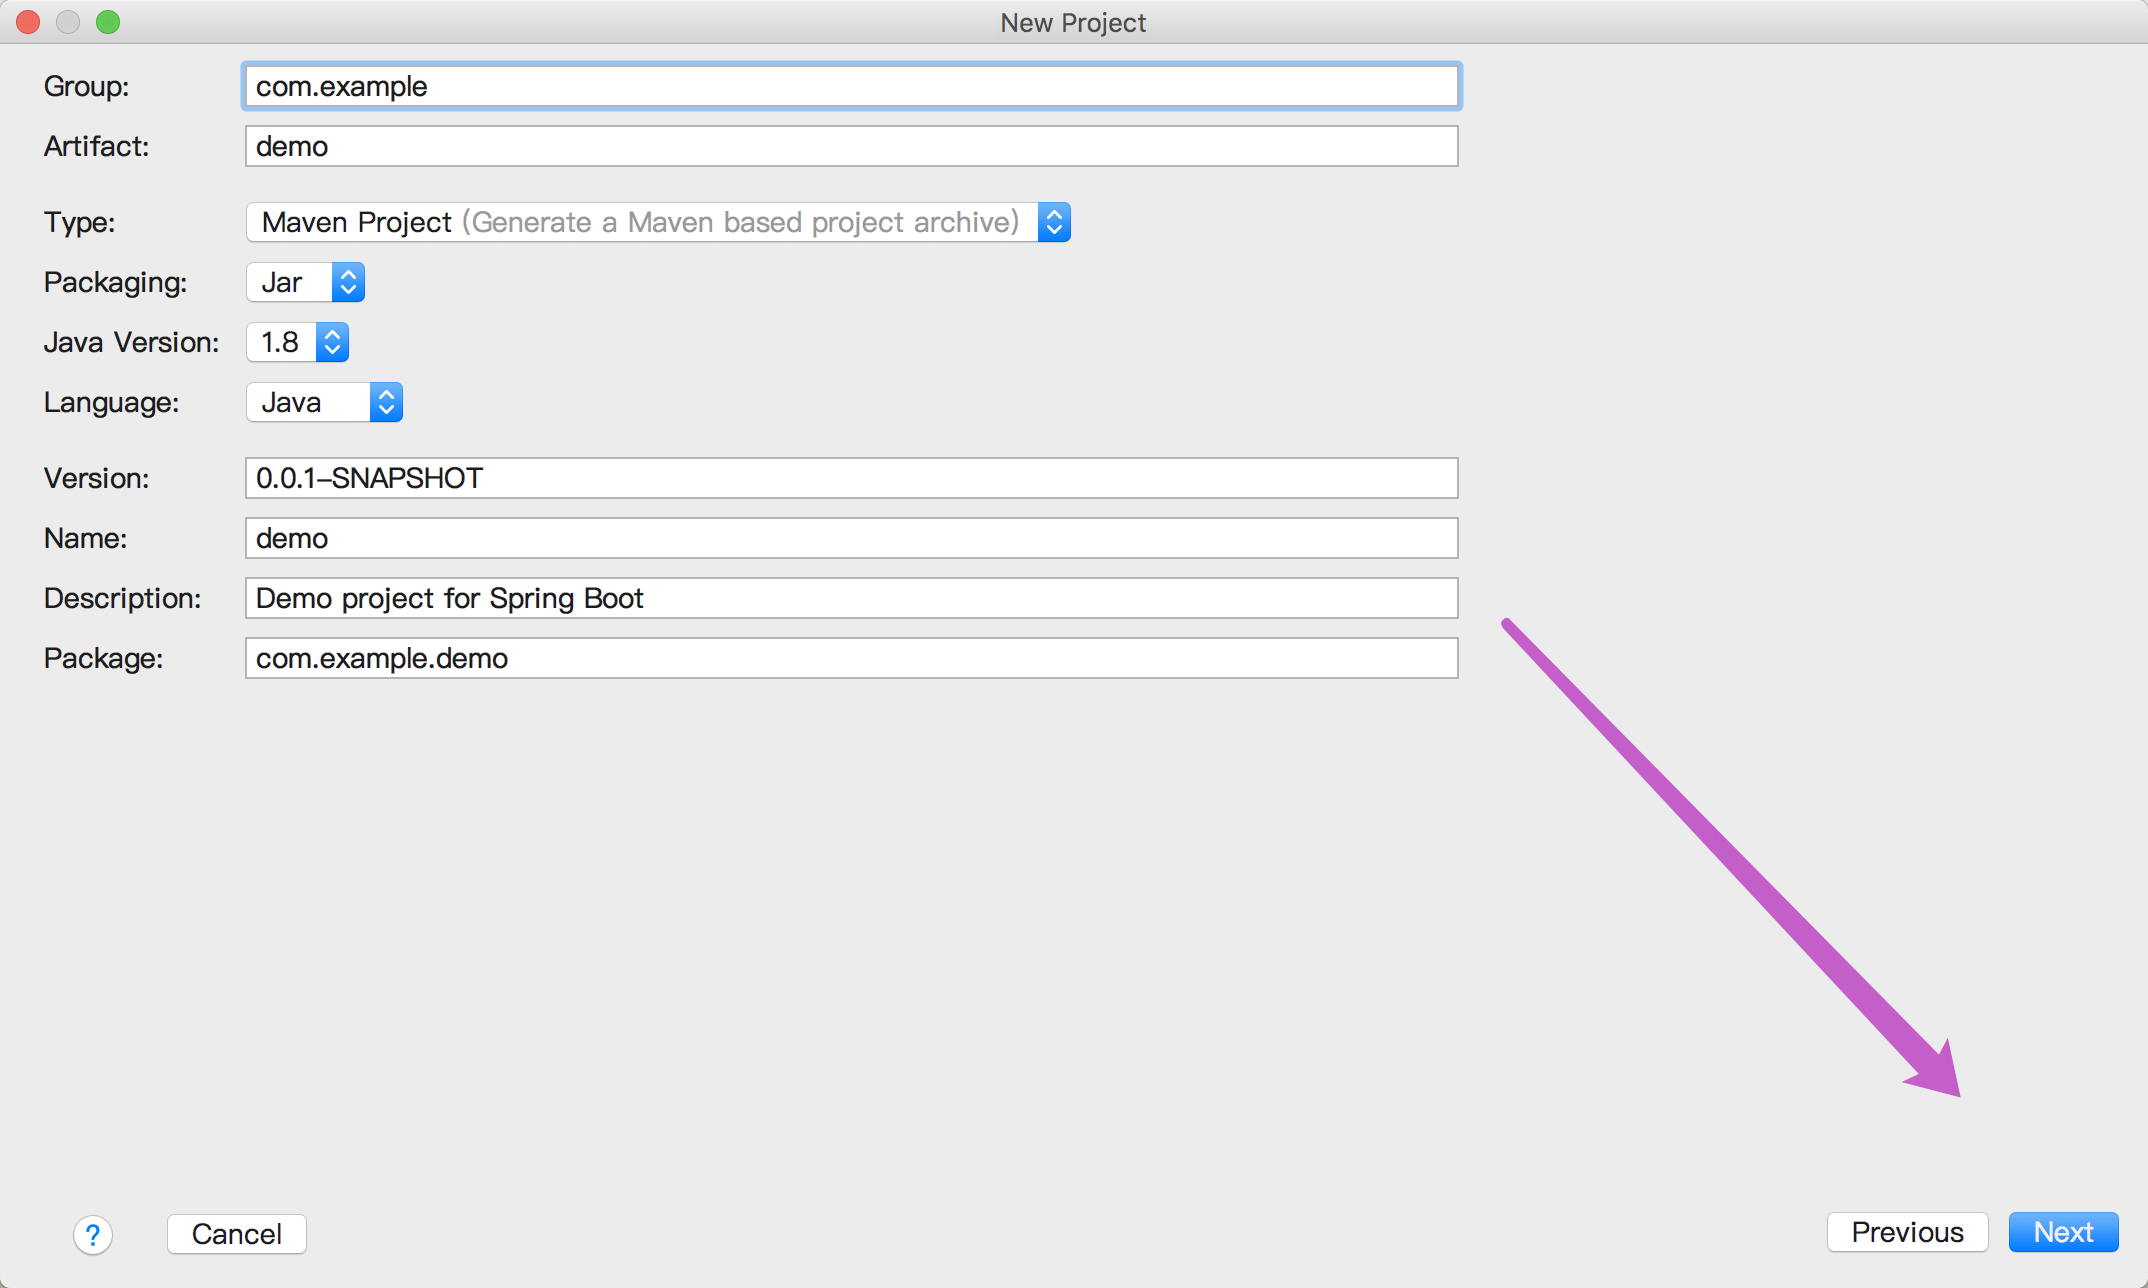 New Project
Group: com.example
Artifact: demo
Type: Maven Project (Generate a Maven based project archive)
Packaging: Jar
Java Version: 1.8
Language: Java
Version: 0.0.1-SNAPSHOT
Name: demo
Description: Demo project for Spring Boot
Package: com.example.demo
? Cancel Previous Next